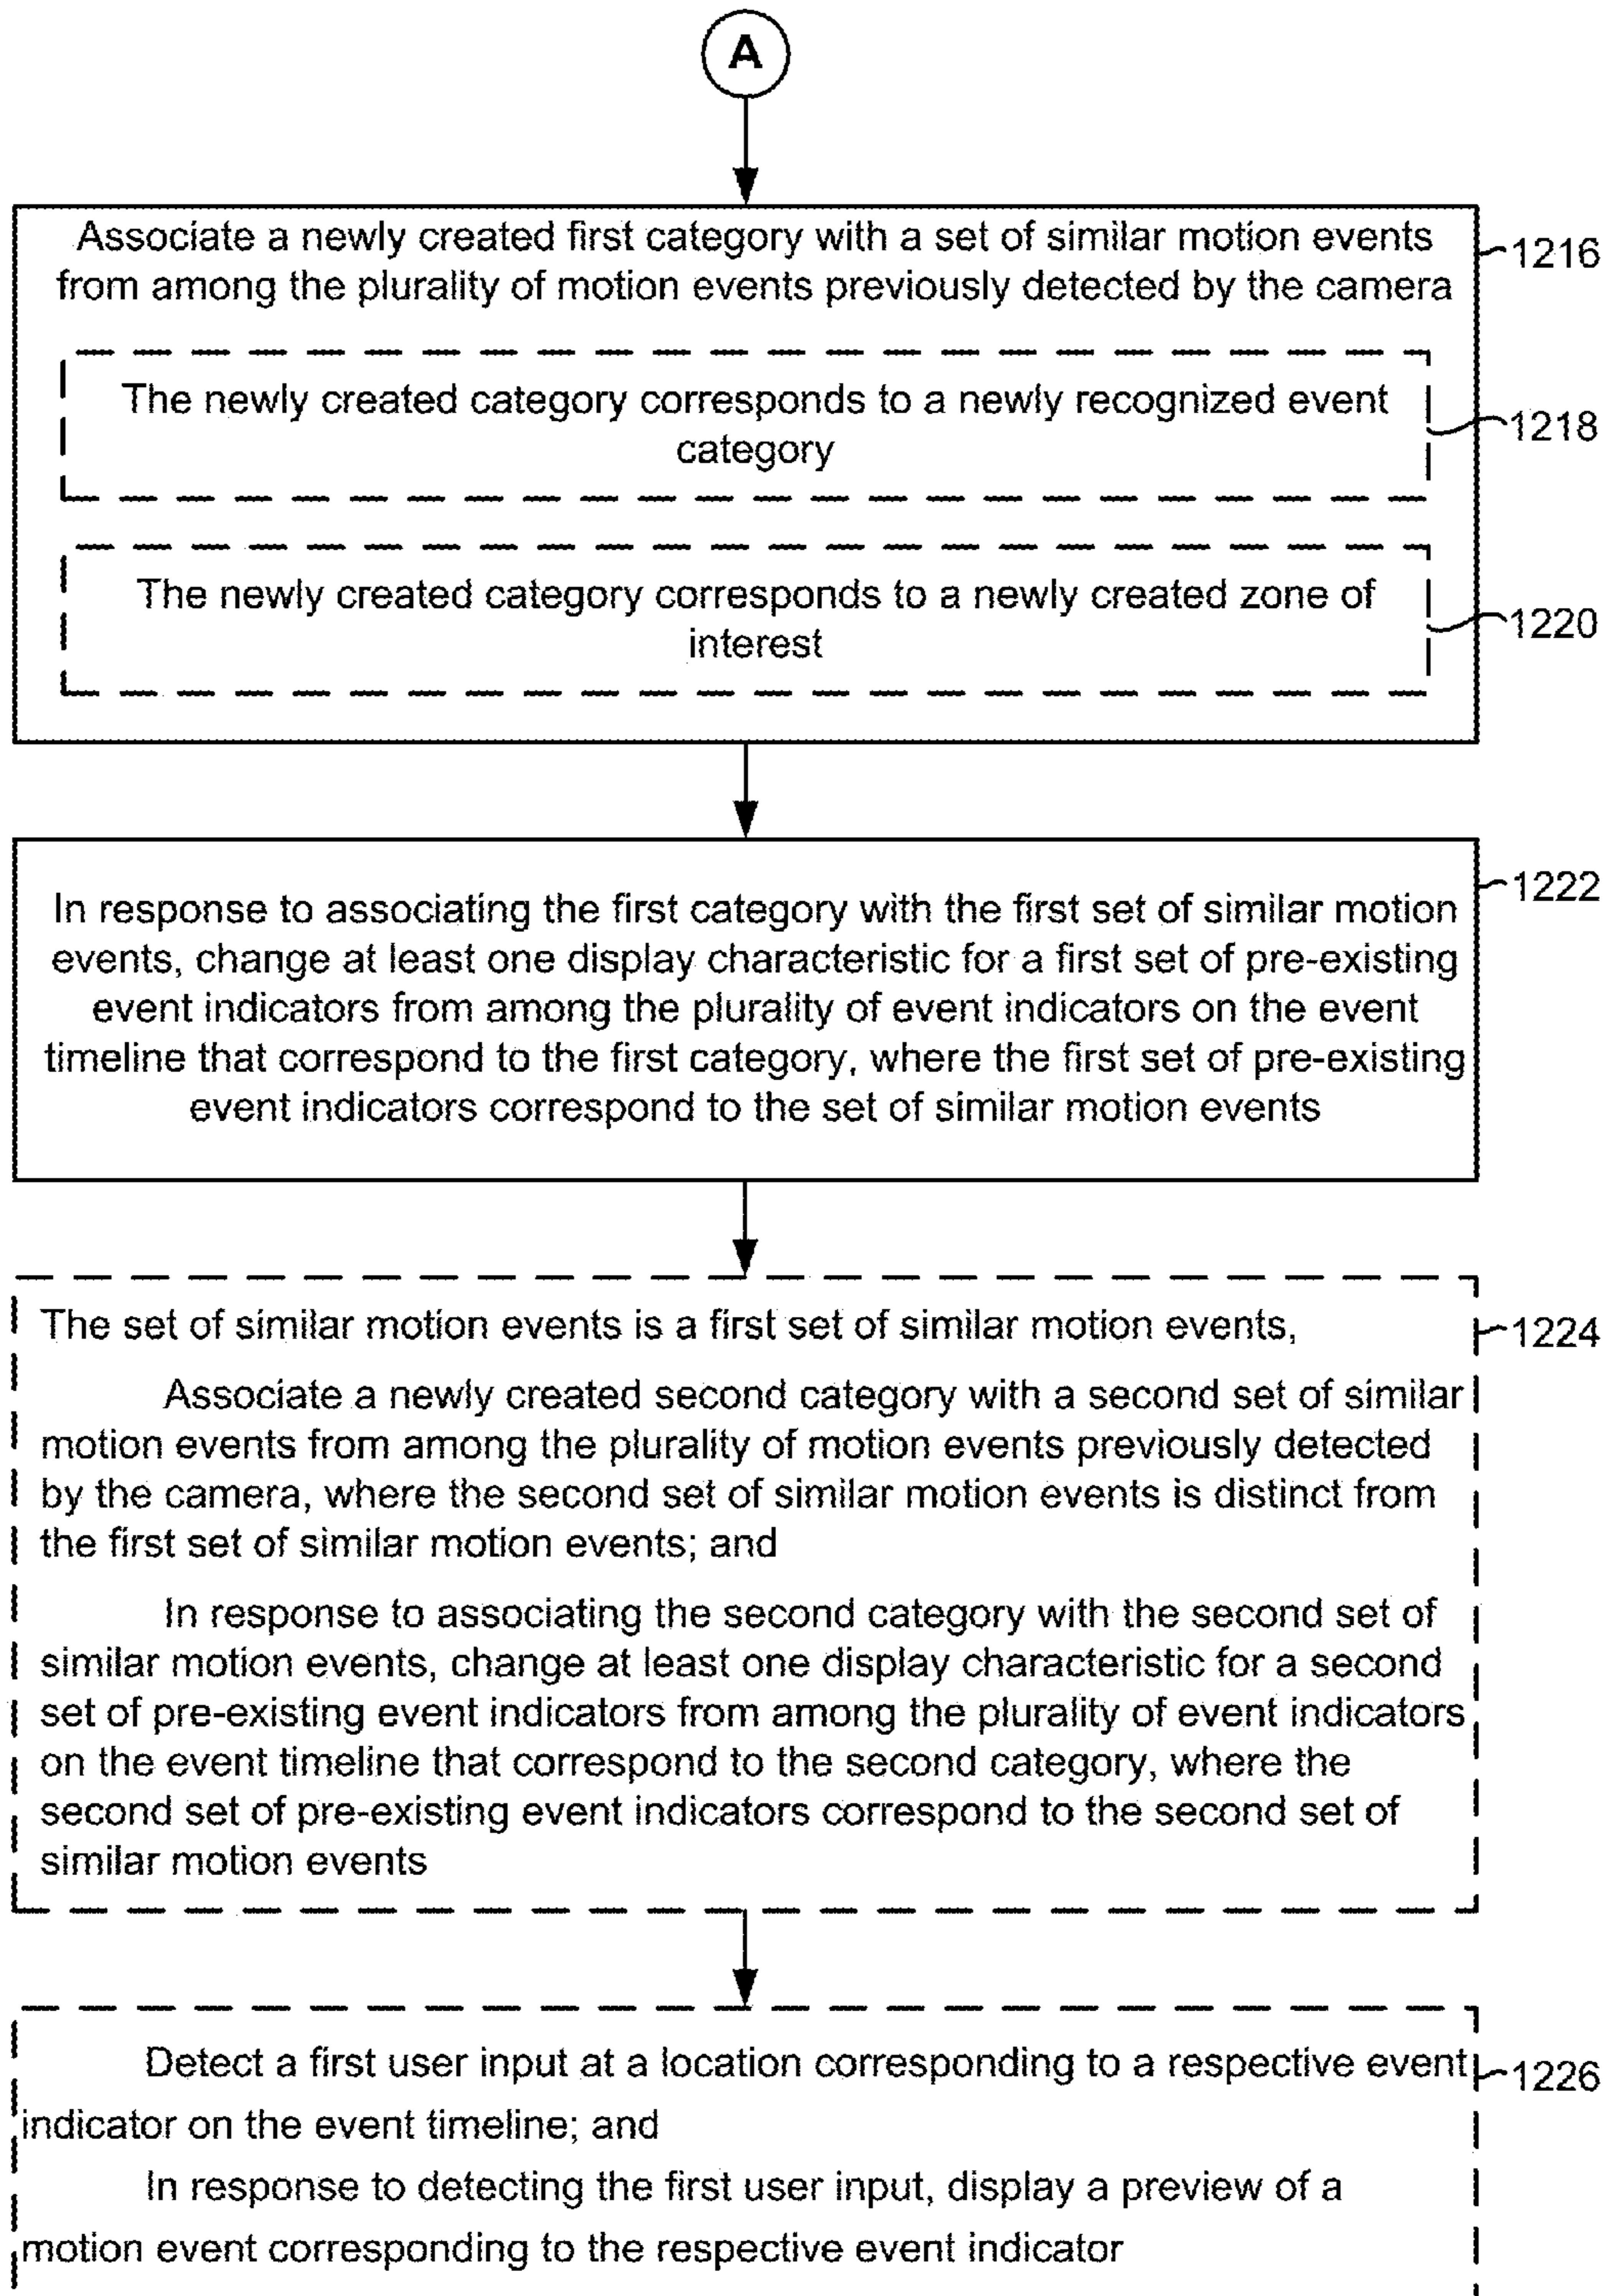 A
Associate a newly created first category with a set of similar motion events
from among the plurality of motion events previously detected by the camera
1216
The newly created category corresponds to a newly recognized event
category
1218
The newly created category corresponds to a newly created zone of
interest
1220
In response to associating the first category with the first set of similar motion
events, change at least one display characteristic for a first set of pre-existing
event indicators from among the plurality of event indicators on the event
timeline that correspond to the first category, where the first set of pre-existing
event indicators correspond to the set of similar motion events
1222
The set of similar motion events is a first set of similar motion events,
Associate a newly created second category with a second set of similar
motion events from among the plurality of motion events previously detected
by the camera, where the second set of similar motion events is distinct from
the first set of similar motion events; and
In response to associating the second category with the second set of
similar motion events, change at least one display characteristic for a second
set of pre-existing event indicators from among the plurality of event indicators
on the event timeline that correspond to the second category, where the
second set of pre-existing event indicators correspond to the second set of
similar motion events
1224
Detect a first user input at a location corresponding to a respective event
indicator on the event timeline; and
In response to detecting the first user input, display a preview of a
motion event corresponding to the respective event indicator
1226